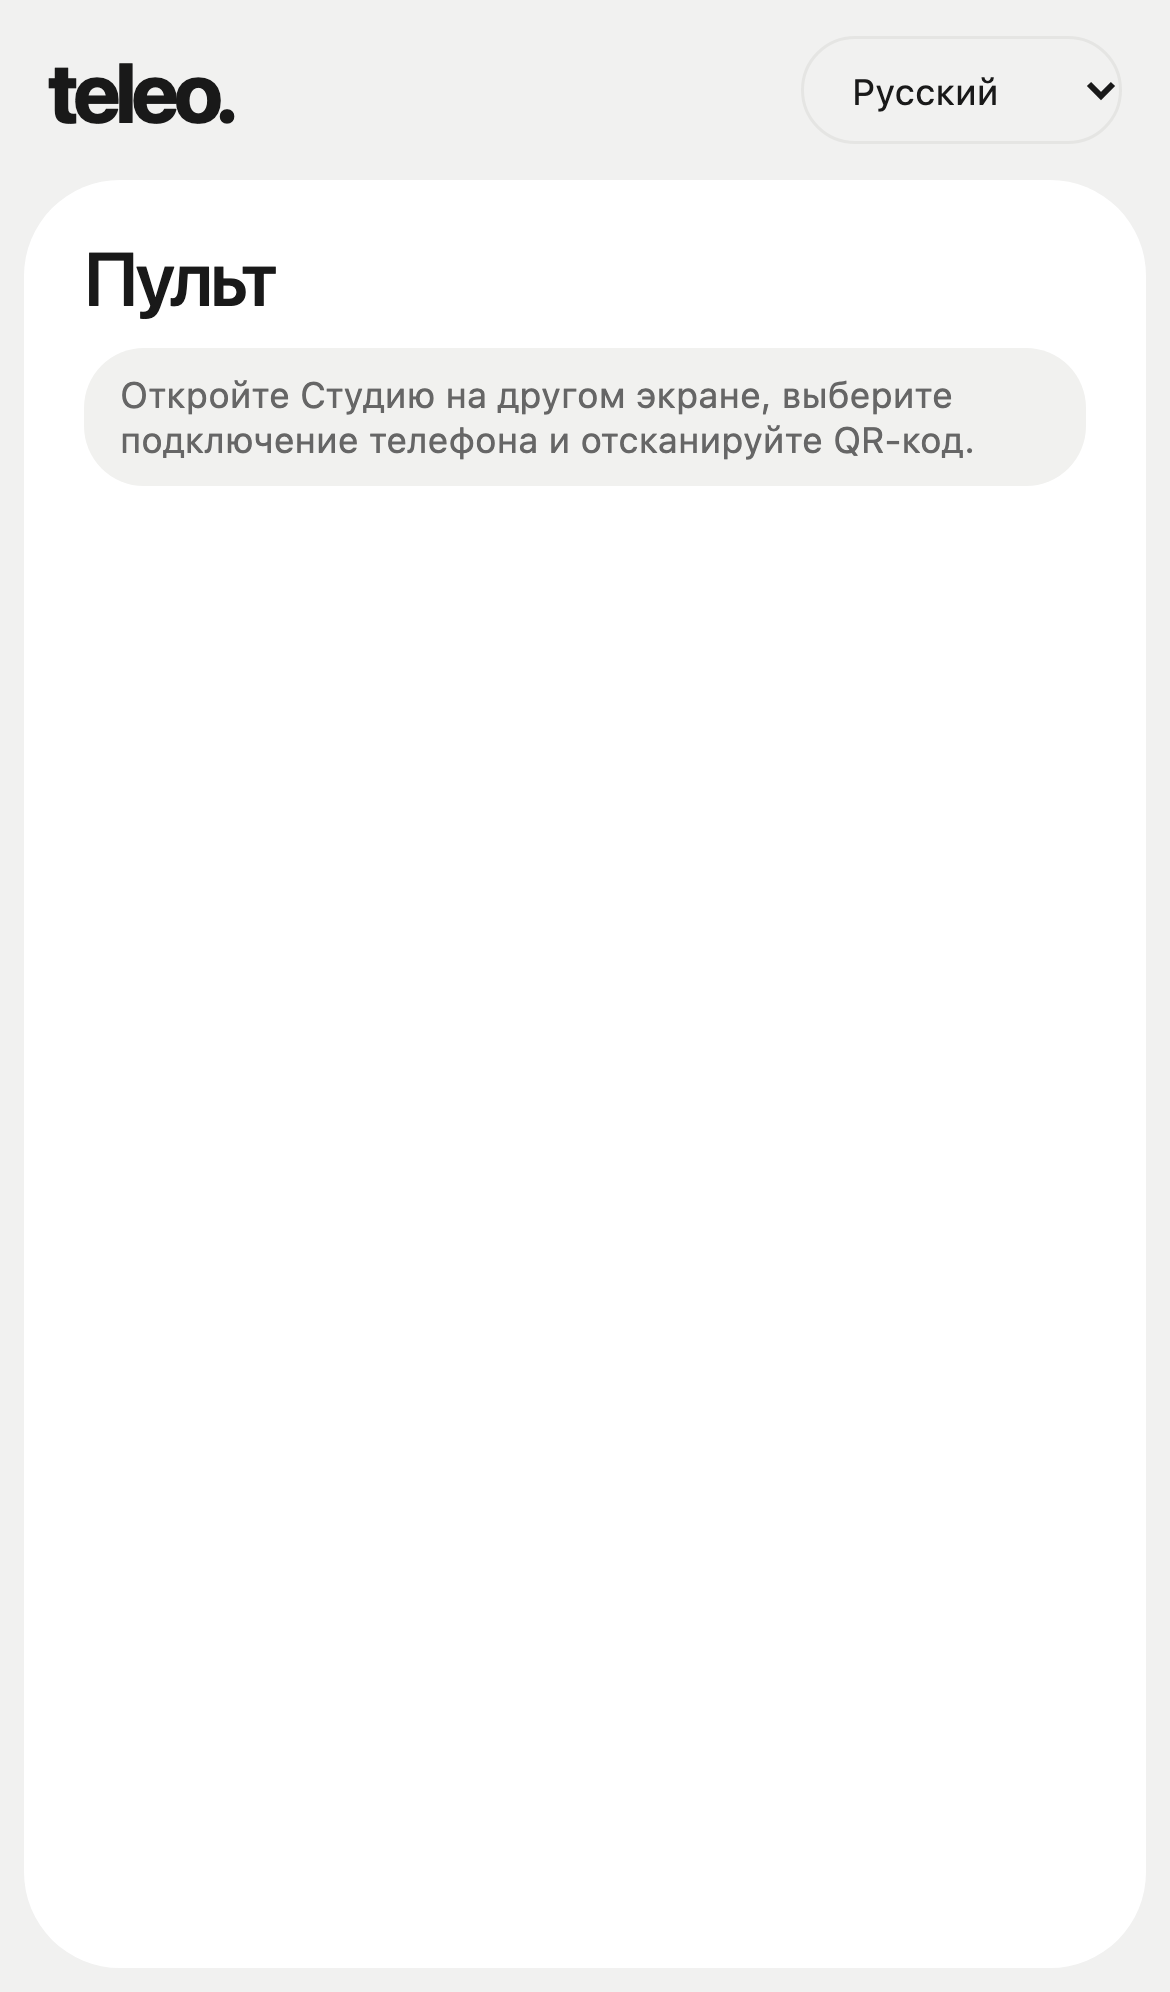 teleo.
Русский
Пульт
Откройте Студию на другом экране, выберите
подключение телефона и отсканируйте QR-код.